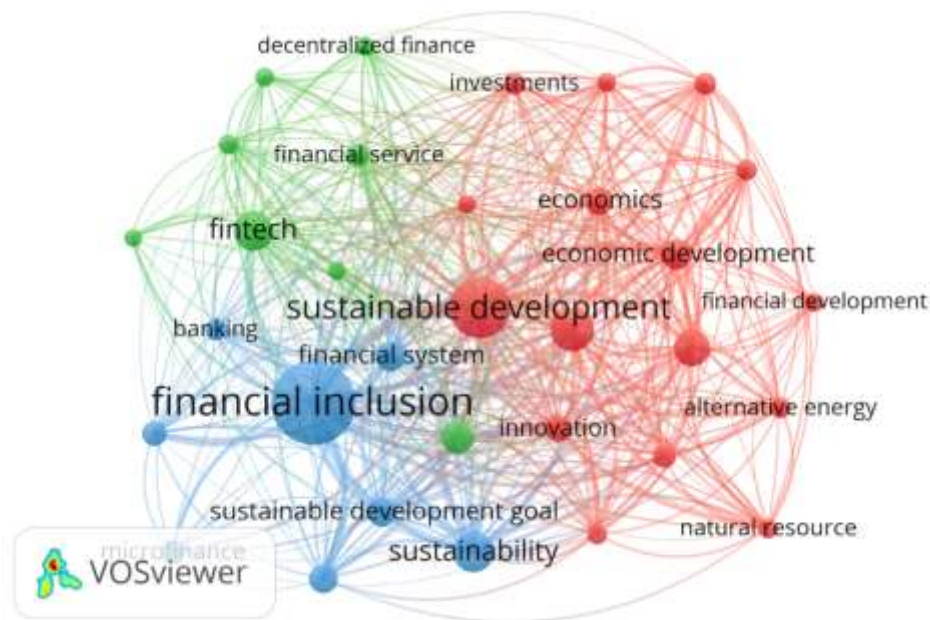 decentralized finance
investments
financial service
economics
fintech
economic development
sustainable development
financial development
banking
financial system
financial inclusion
alternative energy
innovation
sustainable development goal
natural resource
microfinance
sustainability
VOSviewer